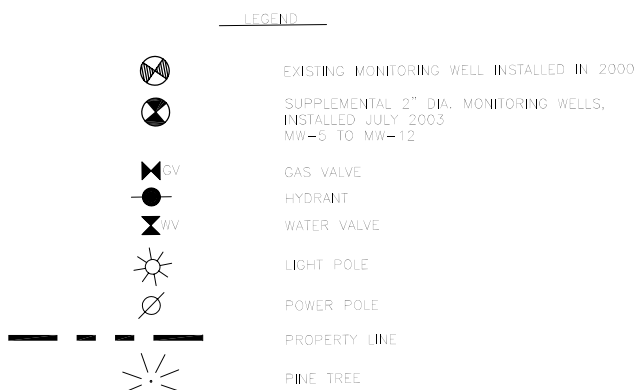 LEGEND
EXISTING MONITORING WELL INSTALLED IN 2000
SUPPLEMENTAL 2" DIA. MONITORING WELLS,
INSTALLED JULY 2003
MW-5 TO MW-12
GV GAS VALVE
HYDRANT
WV WATER VALVE
LIGHT POLE
POWER POLE
PROPERTY LINE
PINE TREE